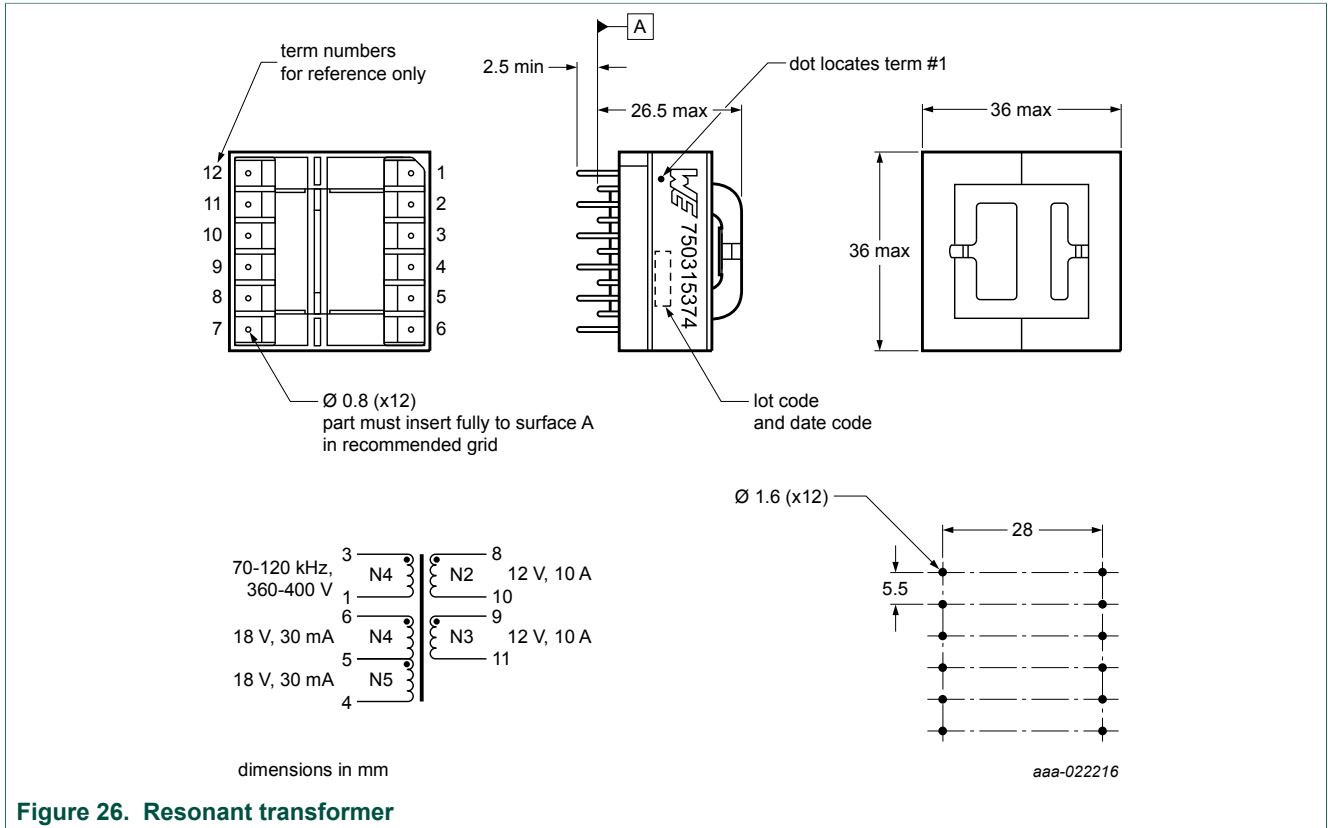 A
term numbers
for reference only
2.5 min
dot locates term #1
26.5 max
36 max
12
11
10
9
8
7
1
2
3
4
5
6
WE 750315374
36 max
Ø 0.8 (x12)
part must insert fully to surface A
in recommended grid
lot code
and date code
Ø 1.6 (x12)
28
5.5
70-120 kHz,
360-400 V
3
1
N4
N2
8
10
12 V, 10 A
18 V, 30 mA
6
5
N4
N3
9
11
12 V, 10 A
18 V, 30 mA
N5
4
dimensions in mm
aaa-022216
Figure 26. Resonant transformer